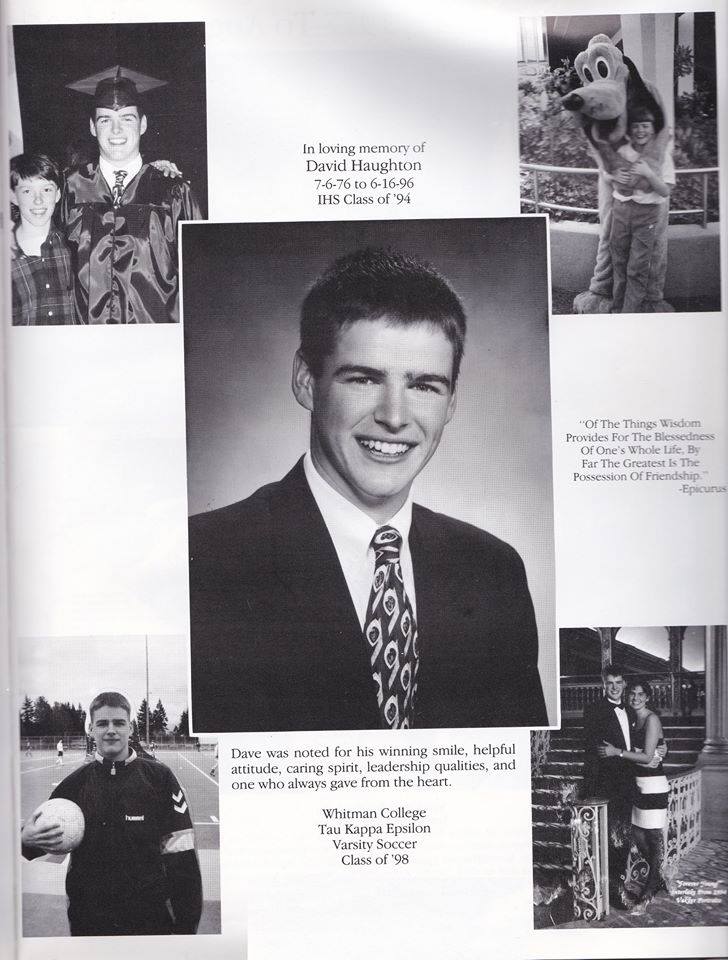 In loving memory of
David Haughton
7-6-76 to 6-16-96
IHS Class of '94
"Of The Things Wisdom
Provides For The Blessedness
Of One's Whole Life, By
Far The Greatest Is The
Possession Of Friendship."
-Epicurus
hummel
Dave was noted for his winning smile, helpful
attitude, caring spirit, leadership qualities, and
one who always gave from the heart.
Whitman College
Tau Kappa Epsilon
Varsity Soccer
Class of '98
"Forever Young"
Interlake Prom 1994